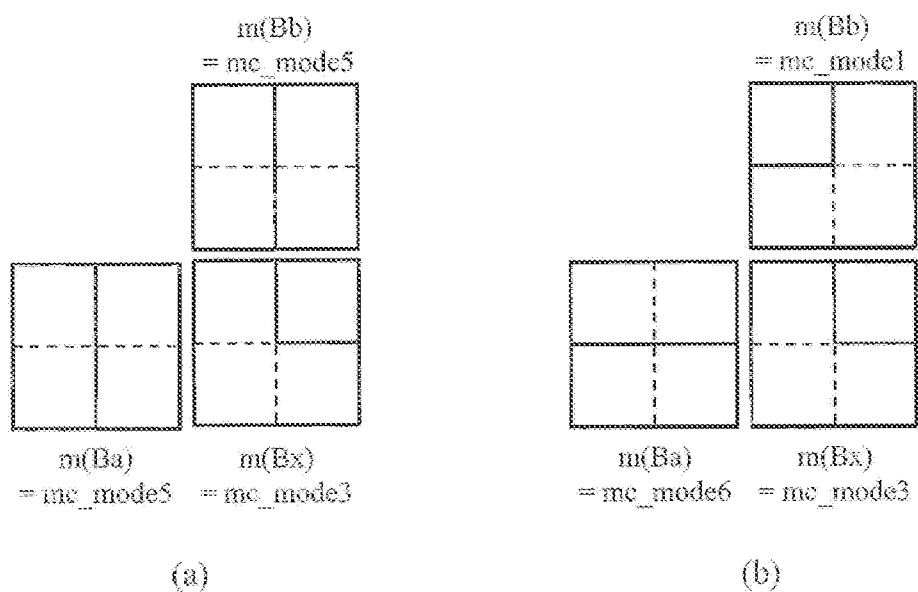 m(Bb)
= mc_mode5
m(Bb)
= mc_mode1
m(Ba)
= mc_mode5
m(Bx)
= mc_mode3
m(Ba)
= mc_mode6
m(Bx)
= mc_mode3
(a)
(b)